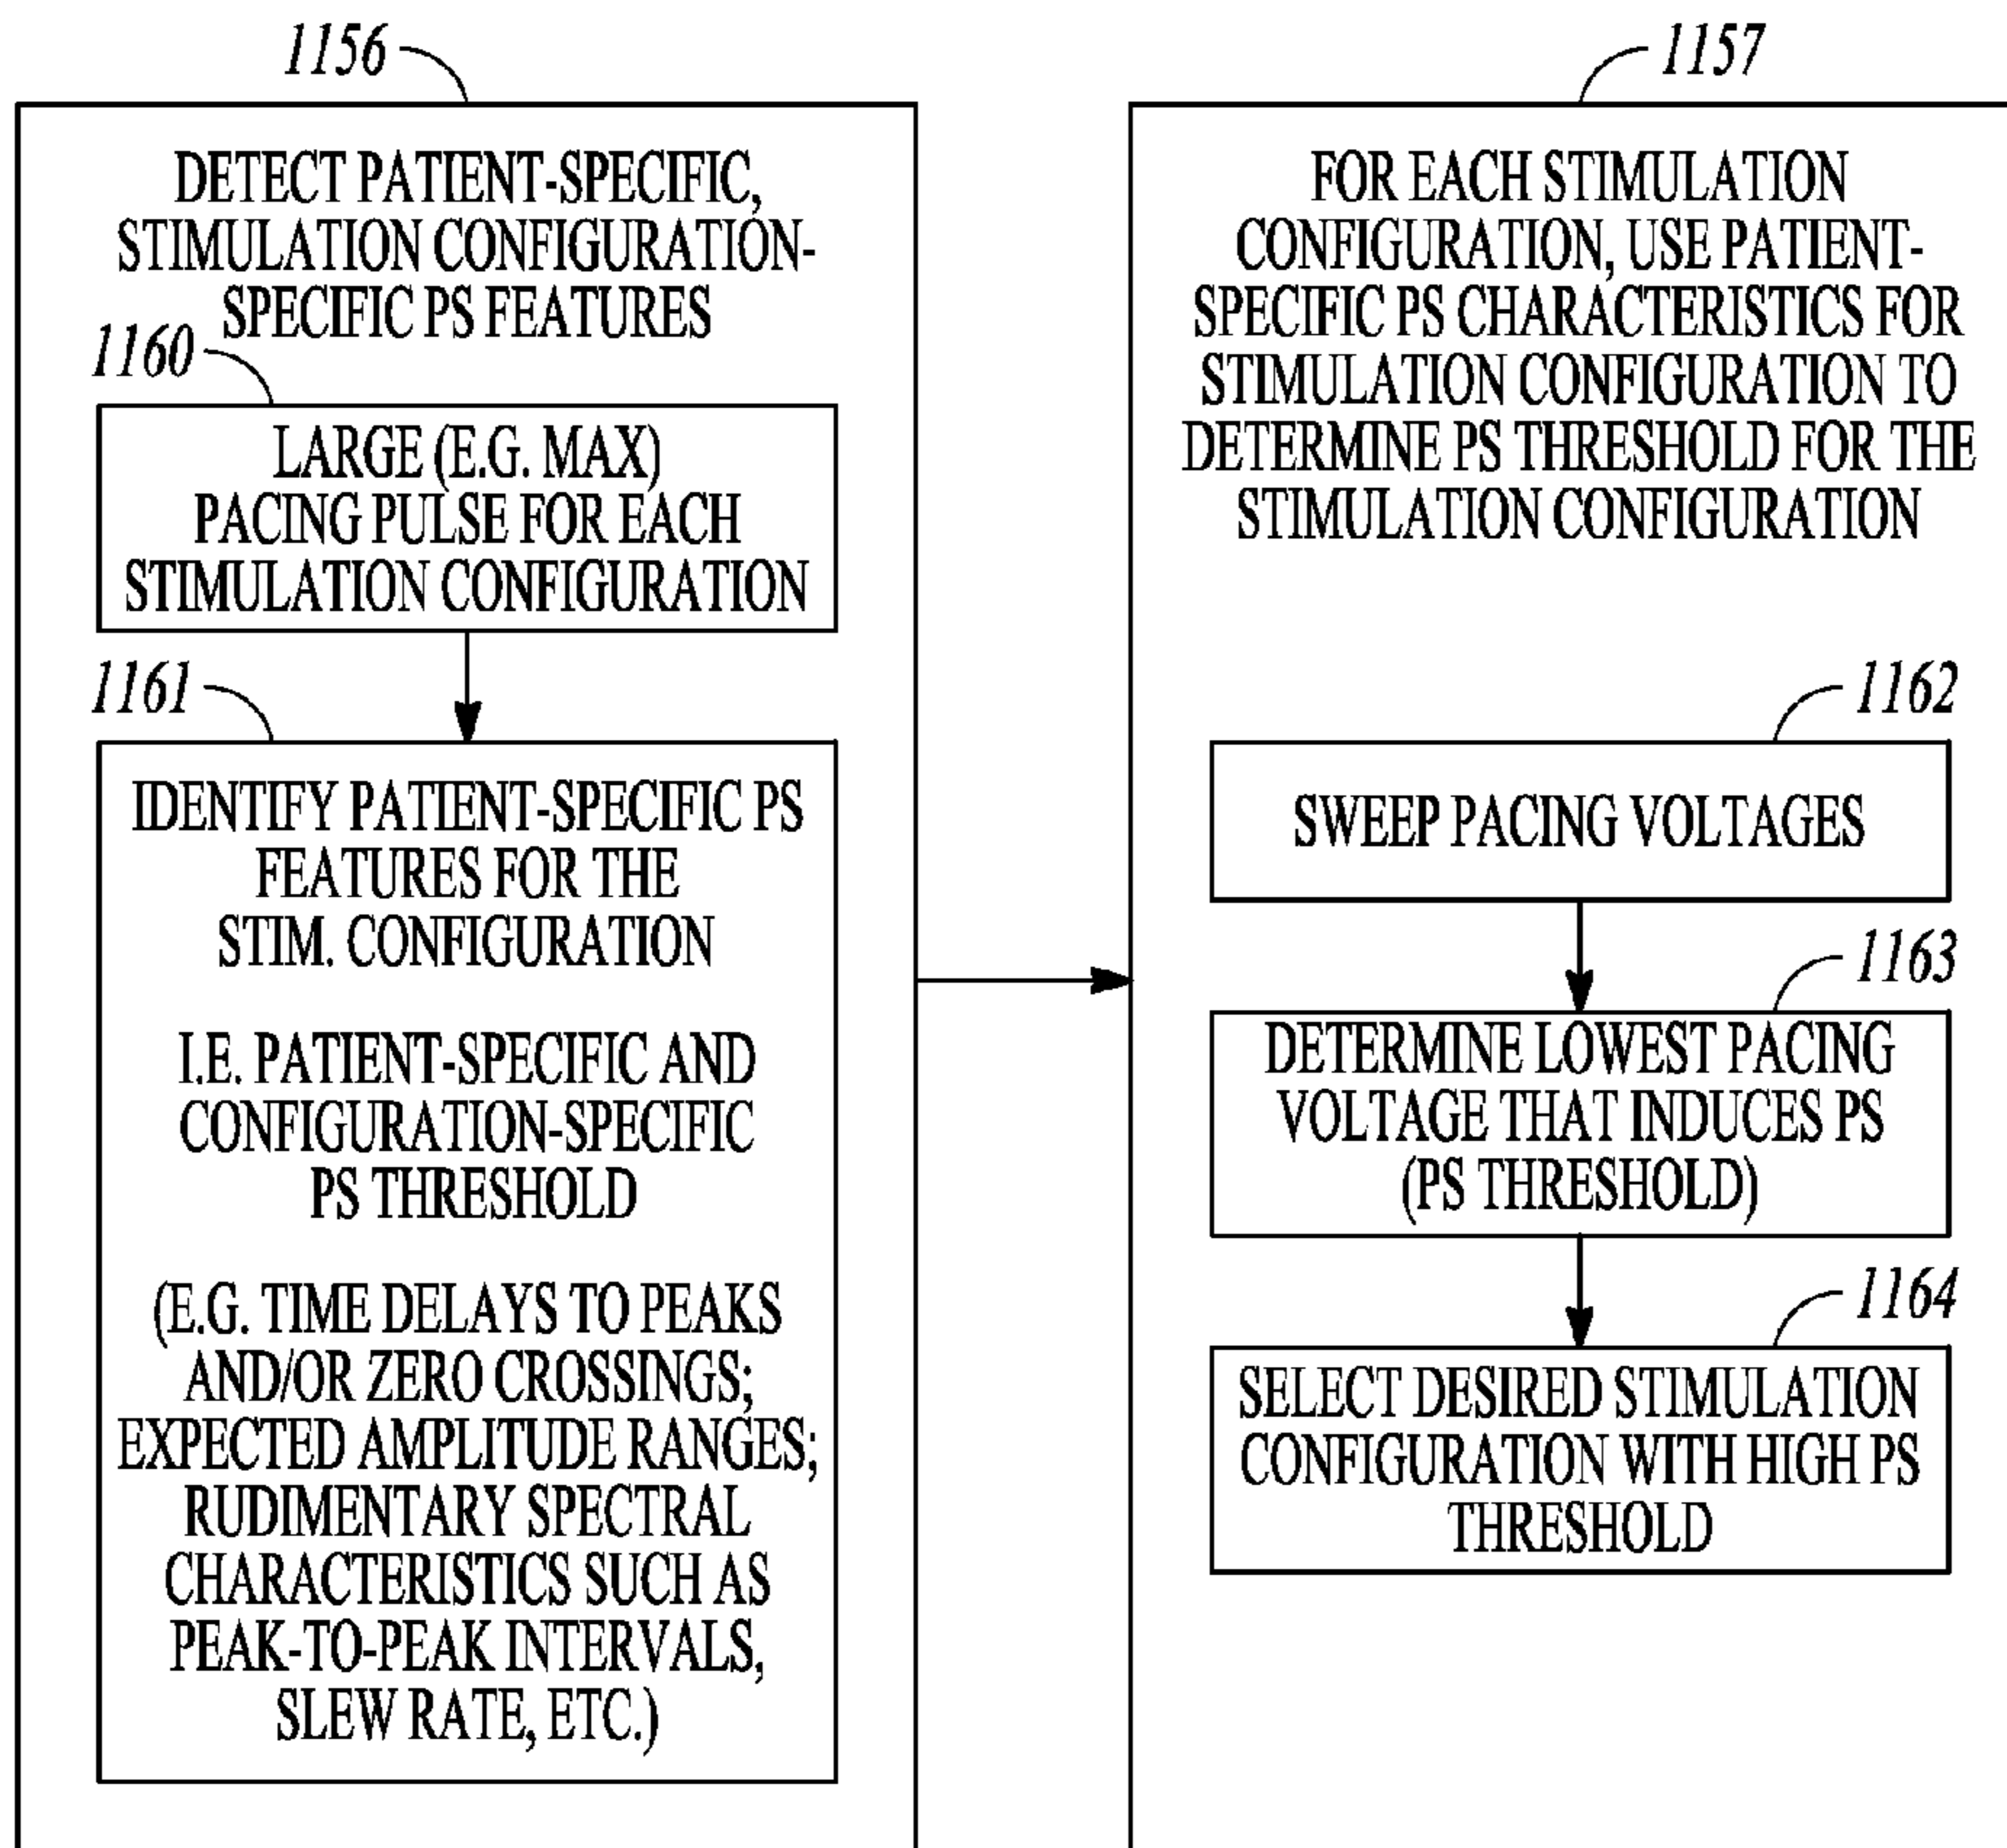 1156
DETECT PATIENT-SPECIFIC,
STIMULATION CONFIGURATION-
SPECIFIC PS FEATURES
1160
LARGE (E.G. MAX)
PACING PULSE FOR EACH
STIMULATION CONFIGURATION
1161
IDENTIFY PATIENT-SPECIFIC PS
FEATURES FOR THE
STIM. CONFIGURATION
I.E. PATIENT-SPECIFIC AND
CONFIGURATION-SPECIFIC
PS THRESHOLD
(E.G. TIME DELAYS TO PEAKS
AND/OR ZERO CROSSINGS;
EXPECTED AMPLITUDE RANGES;
RUDIMENTARY SPECTRAL
CHARACTERISTICS SUCH AS
PEAK-TO-PEAK INTERVALS,
SLEW RATE, ETC.)
1157
FOR EACH STIMULATION
CONFIGURATION, USE PATIENT-
SPECIFIC PS CHARACTERISTICS FOR
STIMULATION CONFIGURATION TO
DETERMINE PS THRESHOLD FOR THE
STIMULATION CONFIGURATION
1162
SWEEP PACING VOLTAGES
1163
DETERMINE LOWEST PACING
VOLTAGE THAT INDUCES PS
(PS THRESHOLD)
1164
SELECT DESIRED STIMULATION
CONFIGURATION WITH HIGH PS
THRESHOLD